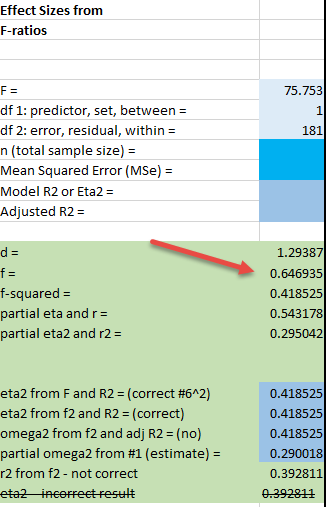 Effect Sizes from
F-ratios
F = 75.753
df 1: predictor, set, between = 1
df 2: error, residual, within = 181
n (total sample size) =
Mean Squared Error (MSe) =
Model R2 or Eta2 =
Adjusted R2 =
d = 1.29387
f = 0.646935
f-squared = 0.418525
partial eta and r = 0.543178
partial eta2 and r2 = 0.295042
eta2 from F and R2 = (correct #6^2) 0.418525
eta2 from f2 and R2 = (correct) 0.418525
omega2 from f2 and adj R2 = (no) 0.418525
partial omega2 from #1 (estimate) = 0.290018
r2 from f2 - not correct 0.392811
eta2 - incorrect result 0.392811